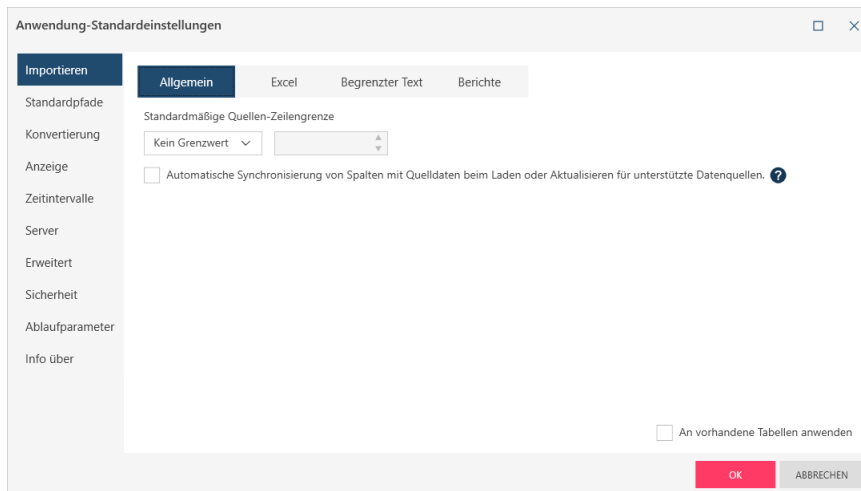 Anwendung-Standardeinstellungen
Importieren
Standardpfade
Konvertierung
Anzeige
Zeitintervalle
Server
Erweitert
Sicherheit
Ablaufparameter
Info über
Allgemein Excel Begrenzter Text Berichte
Standardmäßige Quellen-Zeilengrenze
Kein Grenzwert
Automatische Synchronisierung von Spalten mit Quelldaten beim Laden oder Aktualisieren für unterstützte Datenquellen. ?
An vorhandene Tabellen anwenden
OK ABBRECHEN